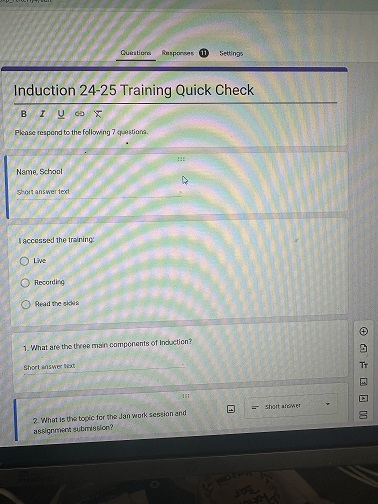 Questions Responses 11 Settings
Induction 24-25 Training Quick Check
B I U
Please respond to the following 7 questions.
Name, School
Short answer text
I accessed the training:
Live
Recording
Read the slides
1. What are the three main components of Induction?
Short answer text
2. What is the topic for the Jan work session and
assignment submission?
Short answer
Tт